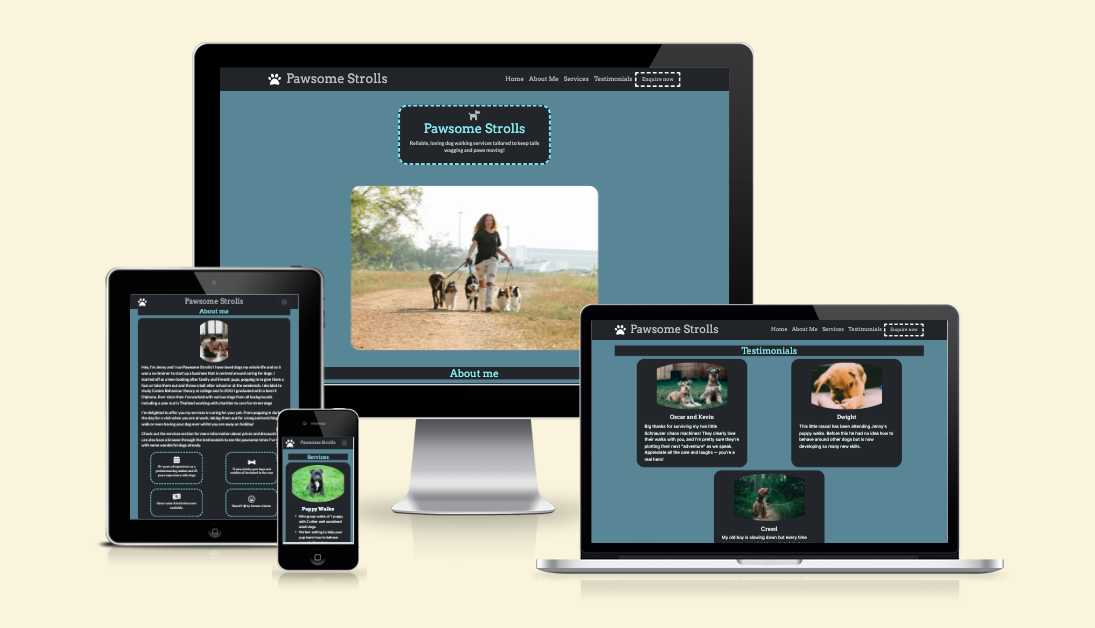 Pawsome Strolls
Home About Me Services Testimonials Enquire now
Pawsome Strolls
Reliable, loving dog walking services tailored to keep tails
wagging and paws moving!
About me
Pawsome Strolls
About me
Hey, I'm Jenny and I run Pawsome Strolls! I have loved dogs my whole life and so it
was a no-brainer to start up a business that is centred around caring for dogs. I
started off as a teen looking after family and friends' pups, popping in to give them a
fuss or take them out and throw a ball after school or at the weekends. I decided to
study Canine Behaviour theory at college and in 2010 I graduated with a level 3
Diploma. Ever since then I've worked with various dogs from all backgrounds
including a year out in Thailand working with charities to care for street dogs
I'm delighted to offer you my services in caring for your pet. From popping in
the day for a visit when you are at work, taking them out for a long and
walk or even having your dog over whilst you are away on holiday!
Check out the services section for more information about prices and
can also have a browse through the testimonials to see the pawsome times I've
with some wonderful dogs already.
Pawsome Strolls
Services
Puppy Walks
Pawsome Strolls
Home About Me Services Testimonials Enquire now
Testimonials
Oscar and Kevin
Big thanks for surviving my two little
Schnauzer chaos machines! They clearly love
their walks with you, and I'm pretty sure they're
plotting their next "adventure" as we speak.
Appreciate all the care and laughs — you're a
real hero!
Dwight
This little rascal has been attending Jenny's
puppy walks. Before this he had no idea how to
behave around other dogs but is now
developing so many new skills.
Creed
My old boy is slowing down but every time